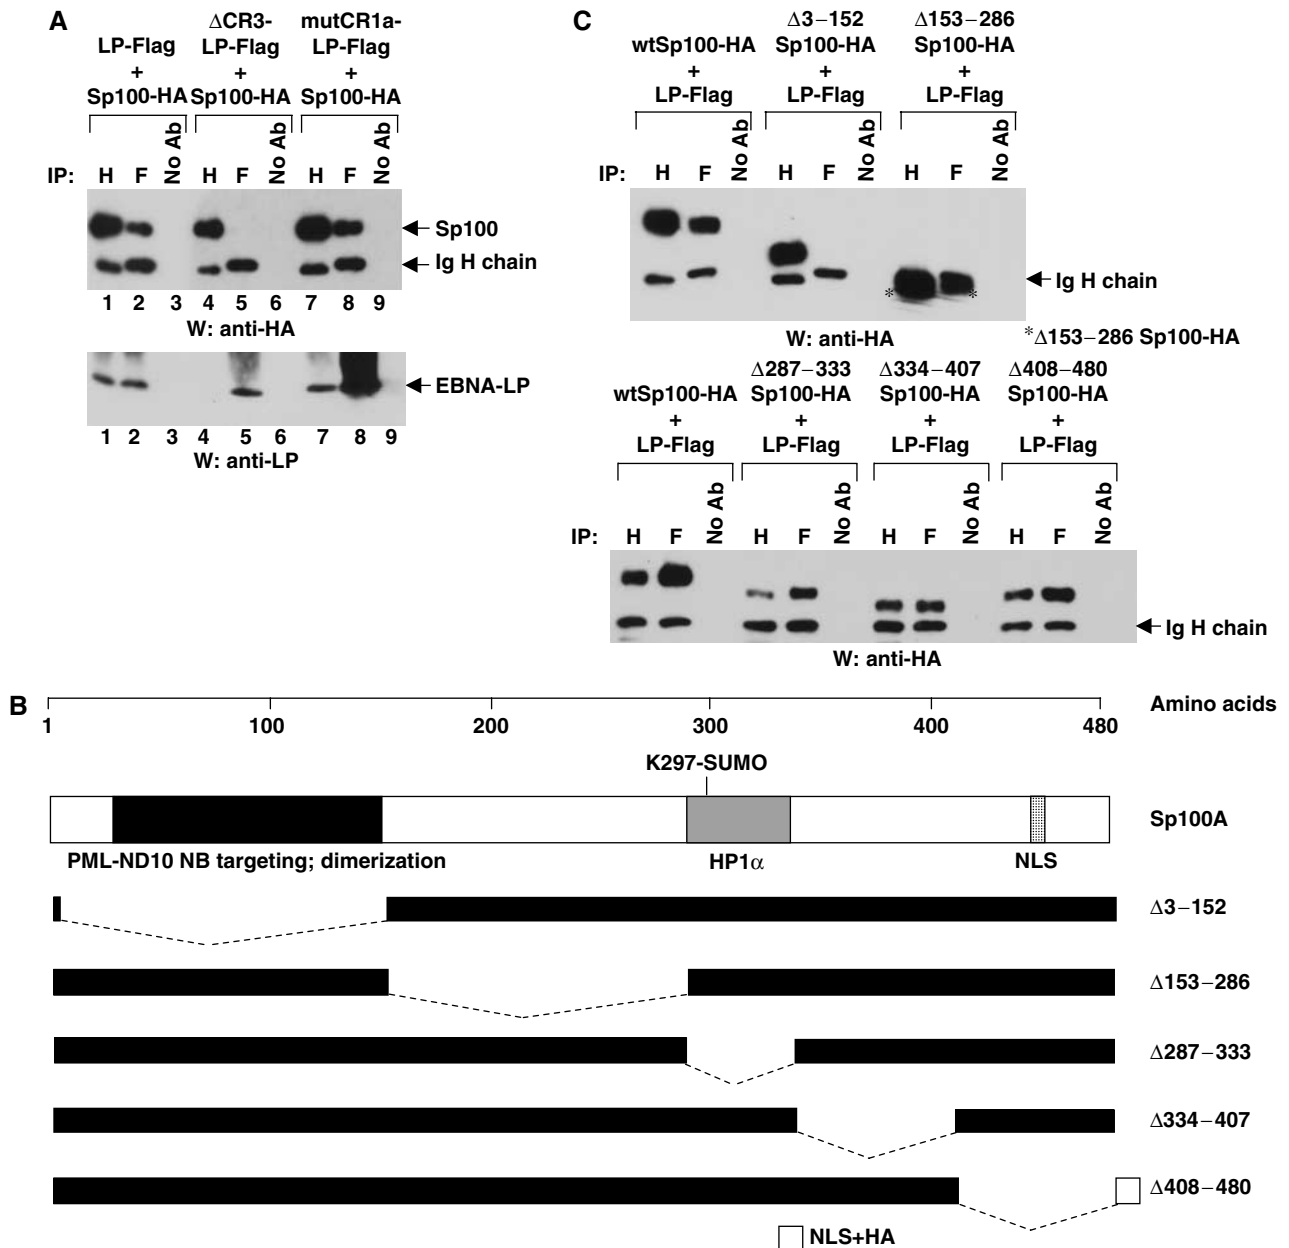 A
LP-Flag
+
Sp100-HA
ΔCR3-
LP-Flag
+
Sp100-HA
mutCR1a-
LP-Flag
+
Sp100-HA
IP: H F No Ab H F No Ab H F No Ab
Sp100
Ig H chain
1 2 3 4 5 6 7 8 9
W: anti-HA
EBNA-LP
1 2 3 4 5 6 7 8 9
W: anti-LP
C
wtSp100-HA
+
LP-Flag
Δ3–152
Sp100-HA
+
LP-Flag
Δ153–286
Sp100-HA
+
LP-Flag
IP: H F No Ab H F No Ab H F No Ab
Ig H chain
* *
W: anti-HA
*Δ153–286 Sp100-HA
wtSp100-HA
+
LP-Flag
Δ287–333
Sp100-HA
+
LP-Flag
Δ334–407
Sp100-HA
+
LP-Flag
Δ408–480
Sp100-HA
+
LP-Flag
IP: H F No Ab H F No Ab H F No Ab H F No Ab
Ig H chain
W: anti-HA
B
1 100 200 300 400 480
Amino acids
K297-SUMO
Sp100A
PML-ND10 NB targeting; dimerization
HP1α
NLS
Δ3–152
Δ153–286
Δ287–333
Δ334–407
Δ408–480
NLS+HA